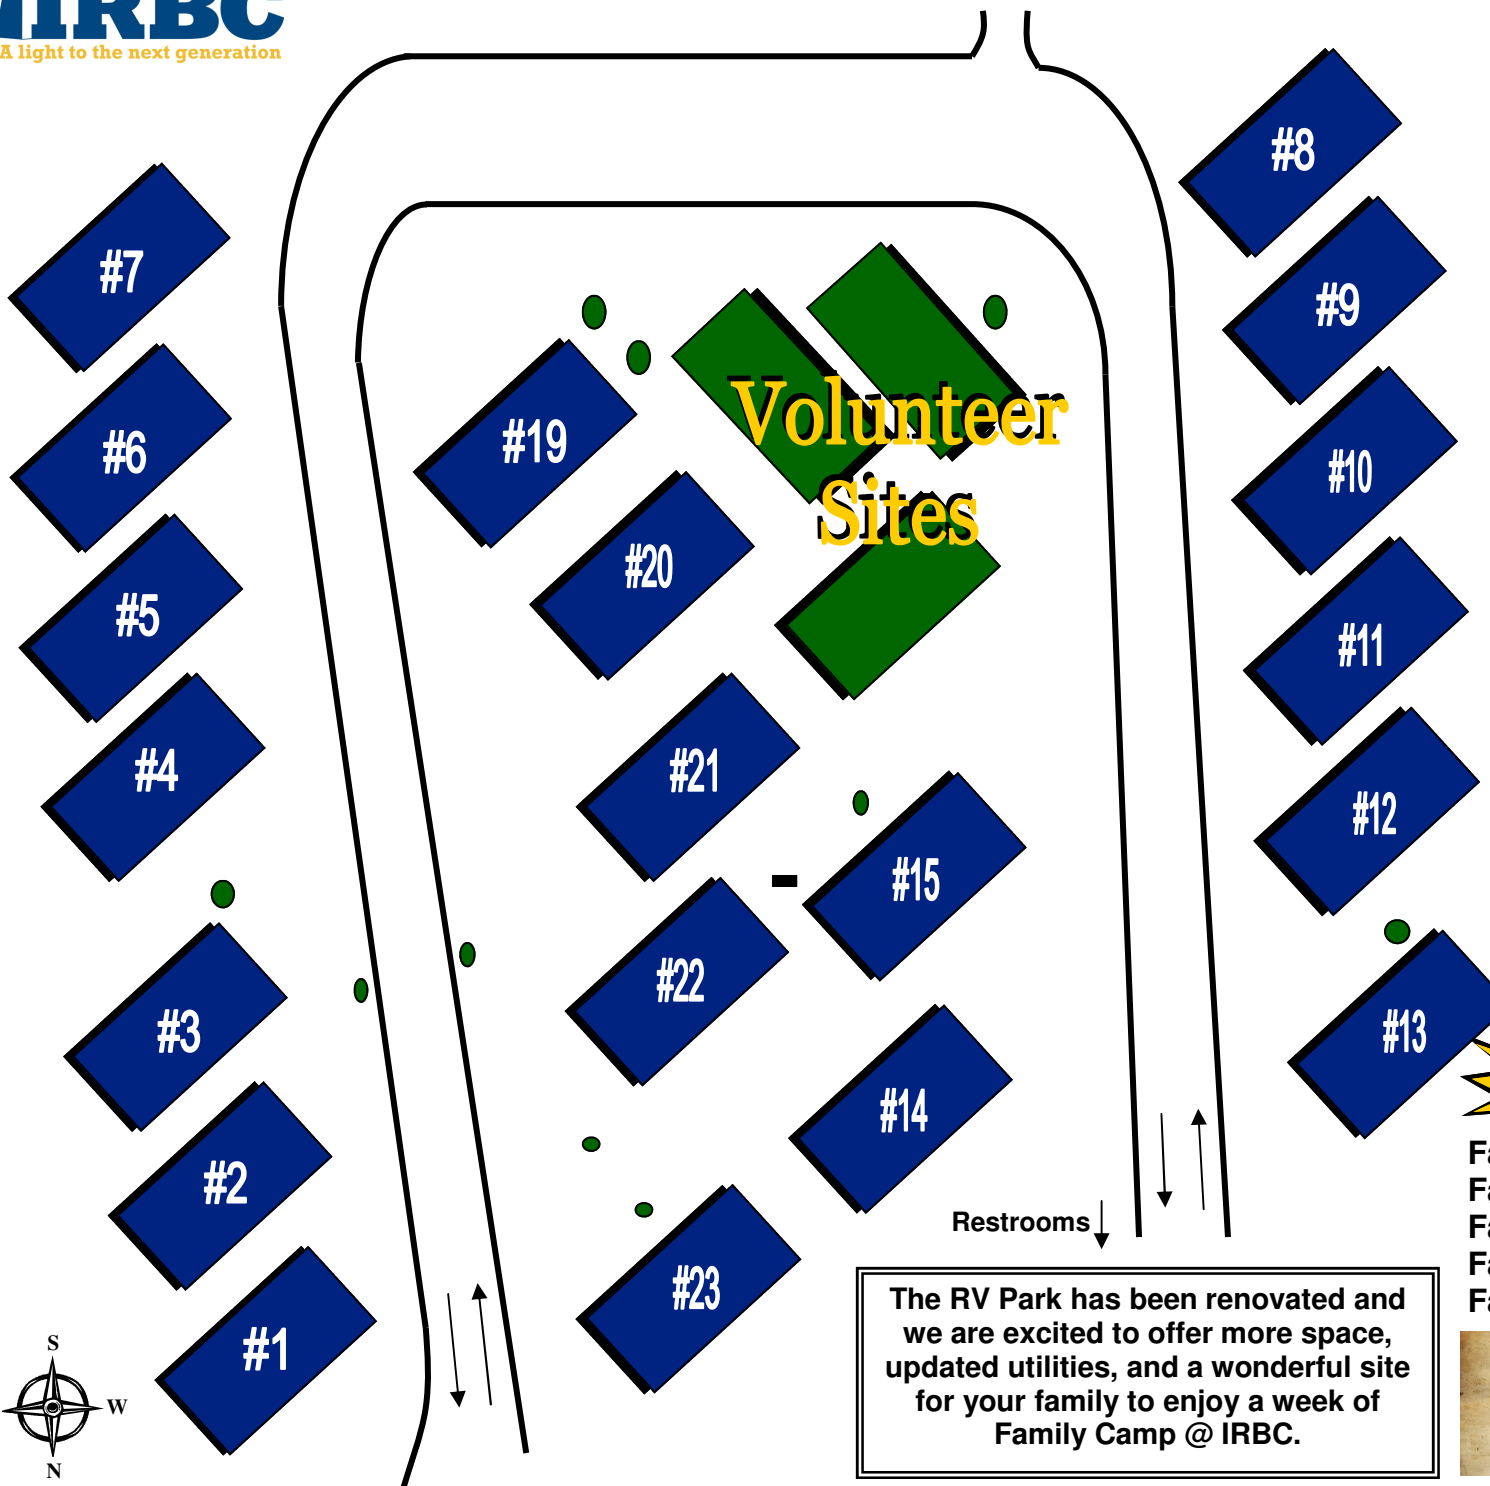 IRBC
A light to the next generation
#8
#7
#9
#6
#19
#10
Volunteer
Sites
#20
#5
#11
#4
#21
#12
#15
#22
#3
#13
#14
#2
Restrooms
#23
#1
The RV Park has been renovated and
we are excited to offer more space,
updated utilities, and a wonderful site
for your family to enjoy a week of
Family Camp @ IRBC.
S
W
N